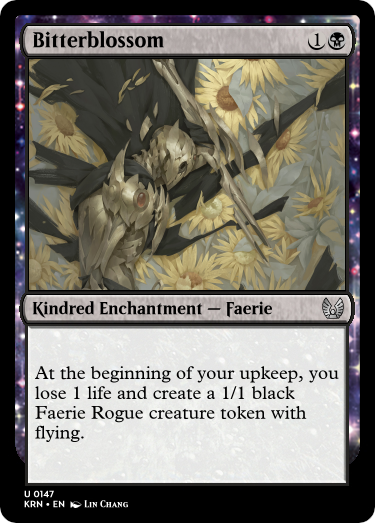 Bitterblossom 1
Kindred Enchantment — Faerie
At the beginning of your upkeep, you
lose 1 life and create a 1/1 black
Faerie Rogue creature token with
flying.
U 0147
KRN • EN Lin Chang